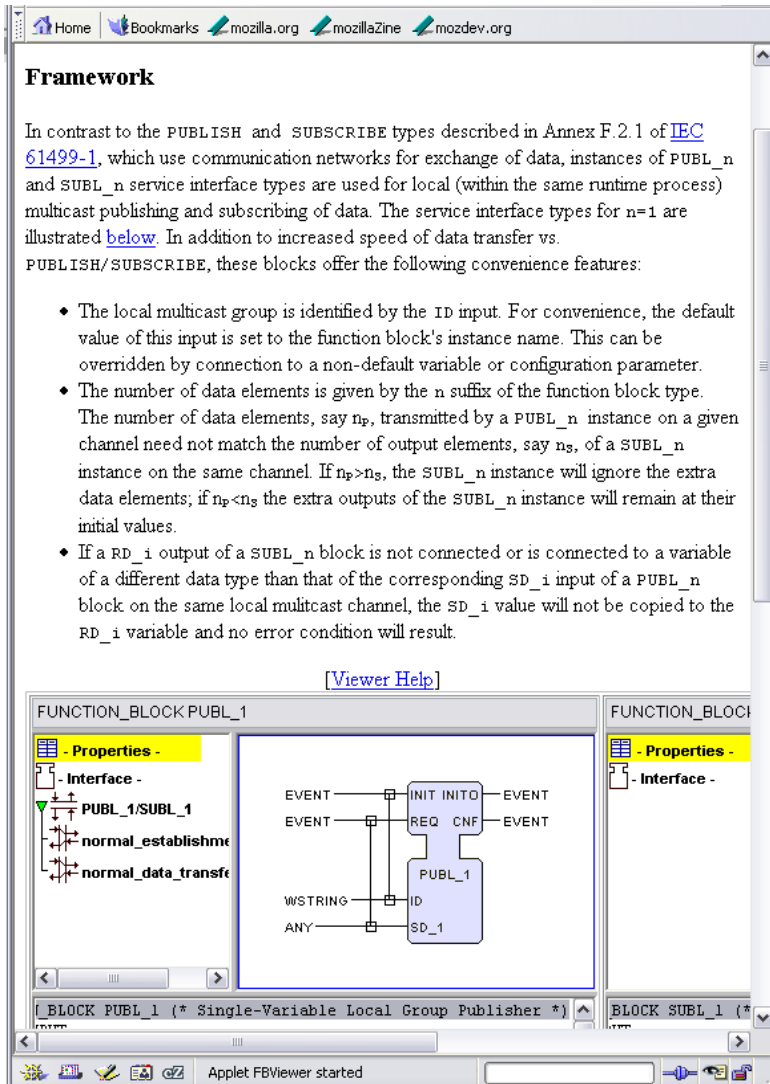 Home Bookmarks mozilla.org mozillaZine mozdev.org
Framework
In contrast to the PUBLISH and SUBSCRIBE types described in Annex F.2.1 of IEC
61499-1, which use communication networks for exchange of data, instances of PUBL_n
and SUBL_n service interface types are used for local (within the same runtime process)
multicast publishing and subscribing of data. The service interface types for n=1 are
illustrated below. In addition to increased speed of data transfer vs.
PUBLISH/SUBSCRIBE, these blocks offer the following convenience features:
• The local multicast group is identified by the ID input. For convenience, the default
value of this input is set to the function block's instance name. This can be
overridden by connection to a non-default variable or configuration parameter.
• The number of data elements is given by the n suffix of the function block type.
The number of data elements, say nP, transmitted by a PUBL_n instance on a given
channel need not match the number of output elements, say nS, of a SUBL_n
instance on the same channel. If nP>nS, the SUBL_n instance will ignore the extra
data elements; if nP<nS the extra outputs of the SUBL_n instance will remain at their
initial values.
• If a RD_i output of a SUBL_n block is not connected or is connected to a variable
of a different data type than that of the corresponding SD_i input of a PUBL_n
block on the same local mulitcast channel, the SD_i value will not be copied to the
RD_i variable and no error condition will result.
[Viewer Help]
FUNCTION_BLOCK PUBL_1
- Properties -
- Interface -
PUBL_1/SUBL_1
normal_establishme
normal_data_transfe
EVENT INIT INITO EVENT
EVENT REQ CNF EVENT
PUBL_1
WSTRING ID
ANY SD_1
_BLOCK PUBL_1 (* Single-Variable Local Group Publisher *)
FUNCTION_BLOCK
- Properties -
- Interface -
BLOCK SUBL_1 (*
Applet FBViewer started